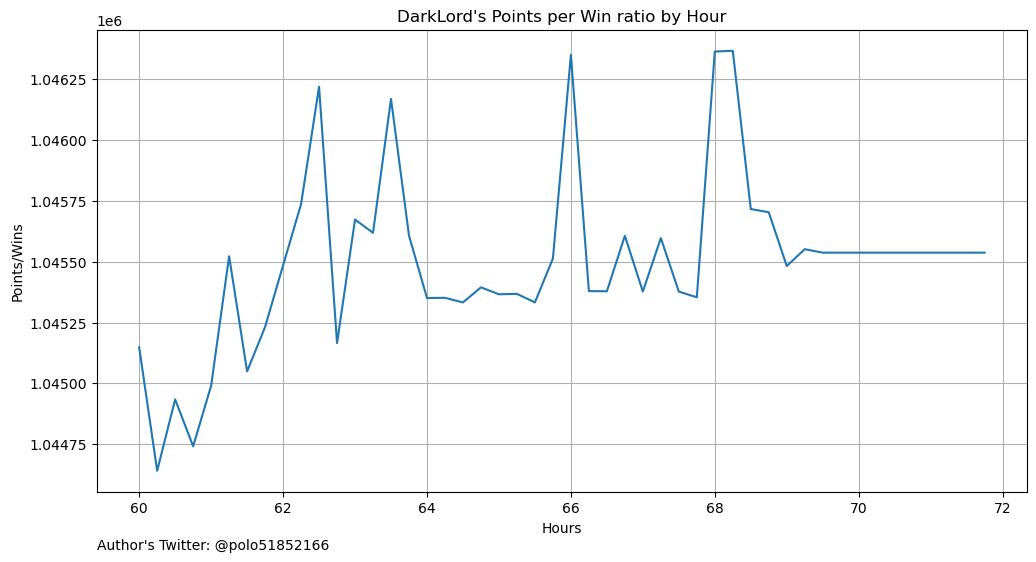 DarkLord's Points per Win ratio by Hour
1e6
1.04625
1.04600
1.04575
1.04550
1.04525
1.04500
1.04475
Points/Wins
60 62 64 66 68 70 72
Hours
Author's Twitter: @polo51852166